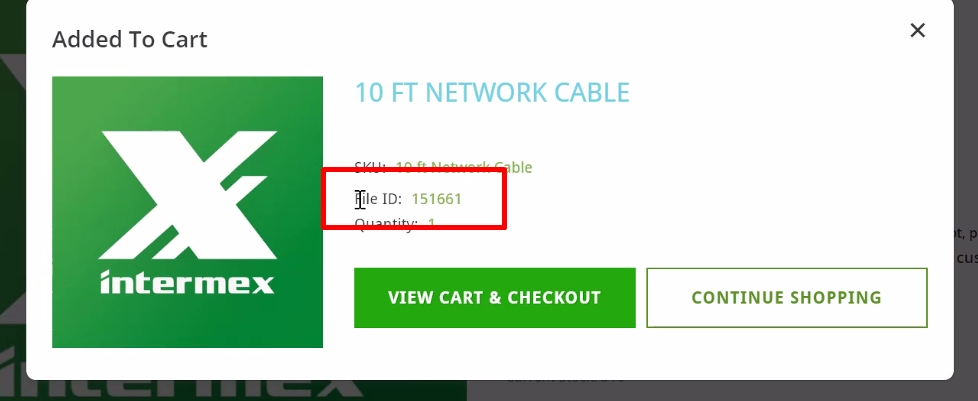 Added To Cart
✕
intermex
10 FT NETWORK CABLE
SKU: 10 ft Network Cable
File ID: 151661
Quantity: 1
VIEW CART & CHECKOUT
CONTINUE SHOPPING